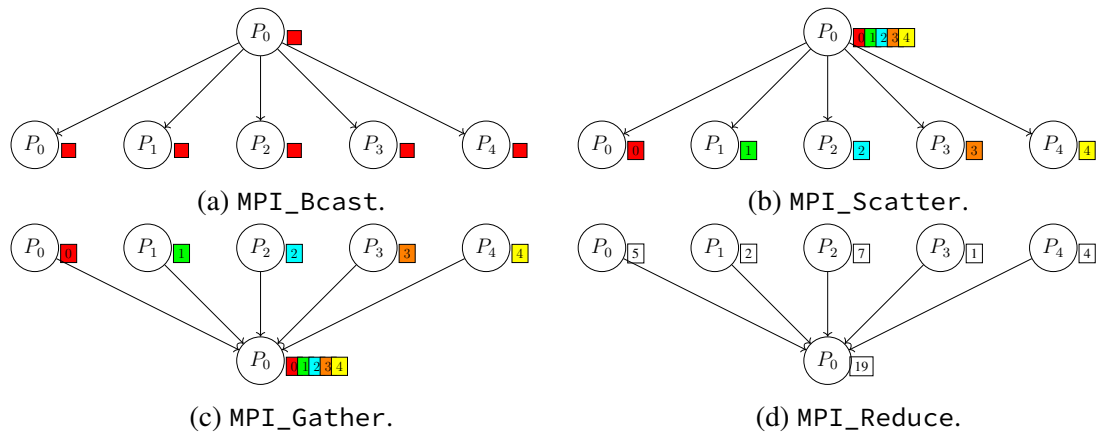 P0 P0 0 1 2 3 4
P0 P1 P2 P3 P4 P0 0 P1 1 P2 2 P3 3 P4 4
(a) MPI_Bcast. (b) MPI_Scatter.
P0 0 P1 1 P2 2 P3 3 P4 4 P0 5 P1 2 P2 7 P3 1 P4 4
P0 0 1 2 3 4 P0 19
(c) MPI_Gather. (d) MPI_Reduce.